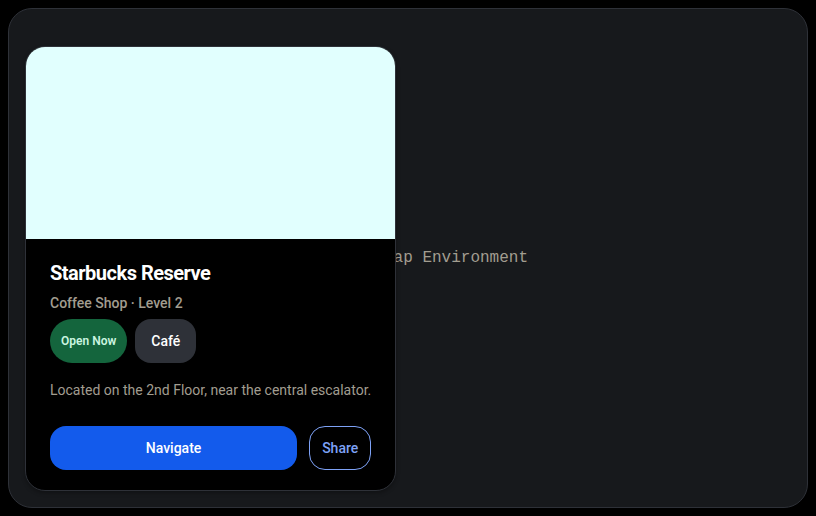 Starbucks Reserve
Coffee Shop · Level 2
Open Now
Café
Located on the 2nd Floor, near the central escalator.
Navigate
Share
Environment